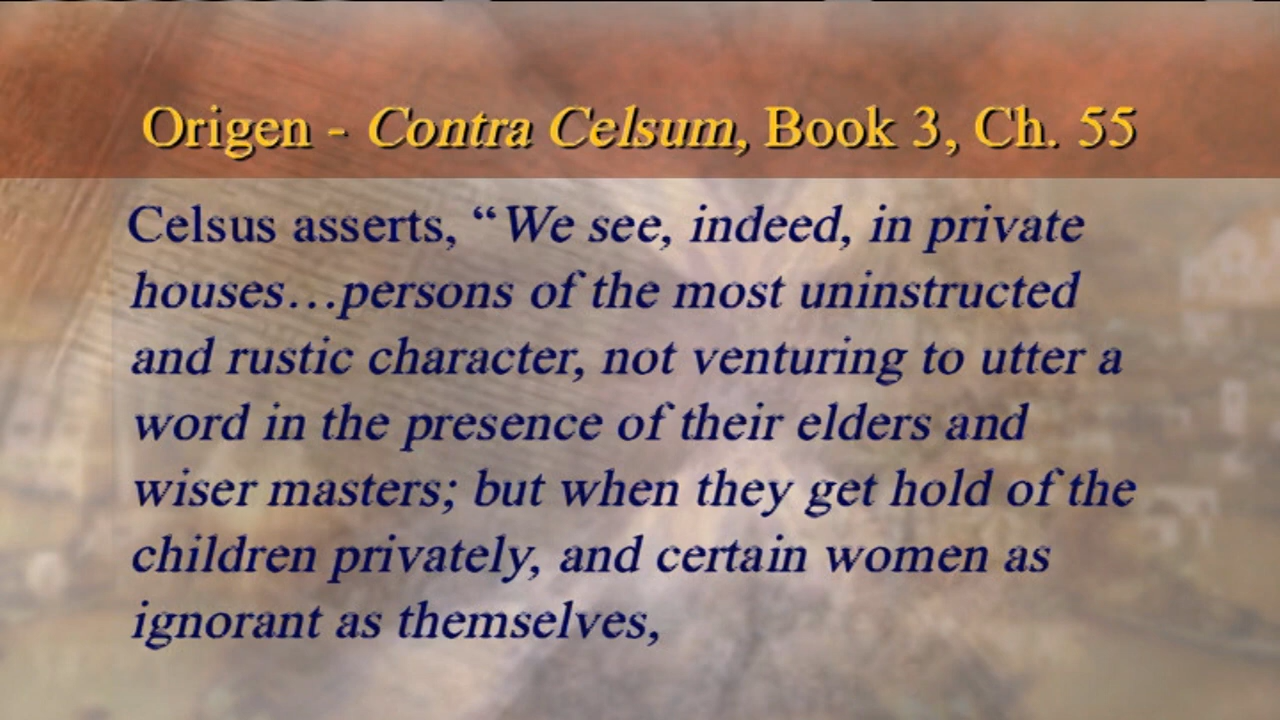 Origen - Contra Celsum, Book 3, Ch. 55
Celsus asserts, “We see, indeed, in private
houses…persons of the most uninstructed
and rustic character, not venturing to utter a
word in the presence of their elders and
wiser masters; but when they get hold of the
children privately, and certain women as
ignorant as themselves,